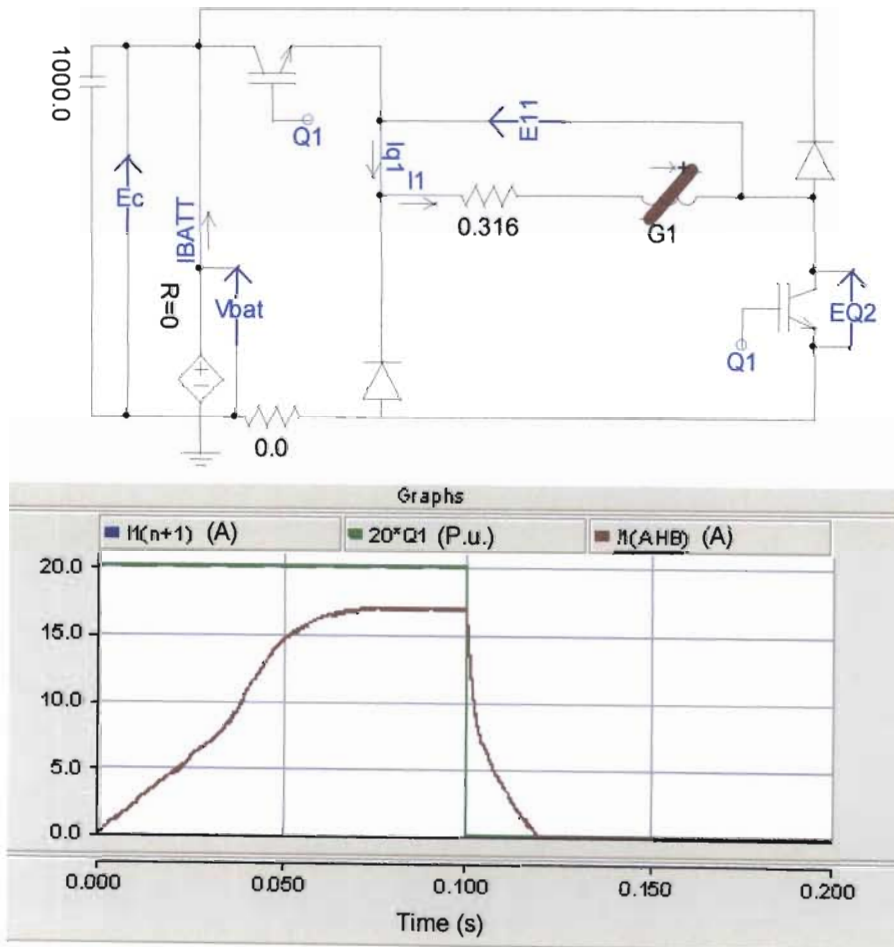 1000.0
Q1
E11
Iq1
Ec
IBATT
I1
0.316
G1
R=0
Vbat
EQ2
Q1
+
−
0.0
Graphs
I1(n+1) (A) 20*Q1 (P.u.) I1(AHB) (A)
20.0
15.0
10.0
5.0
0.0
0.000 0.050 0.100 0.150 0.200
Time (s)